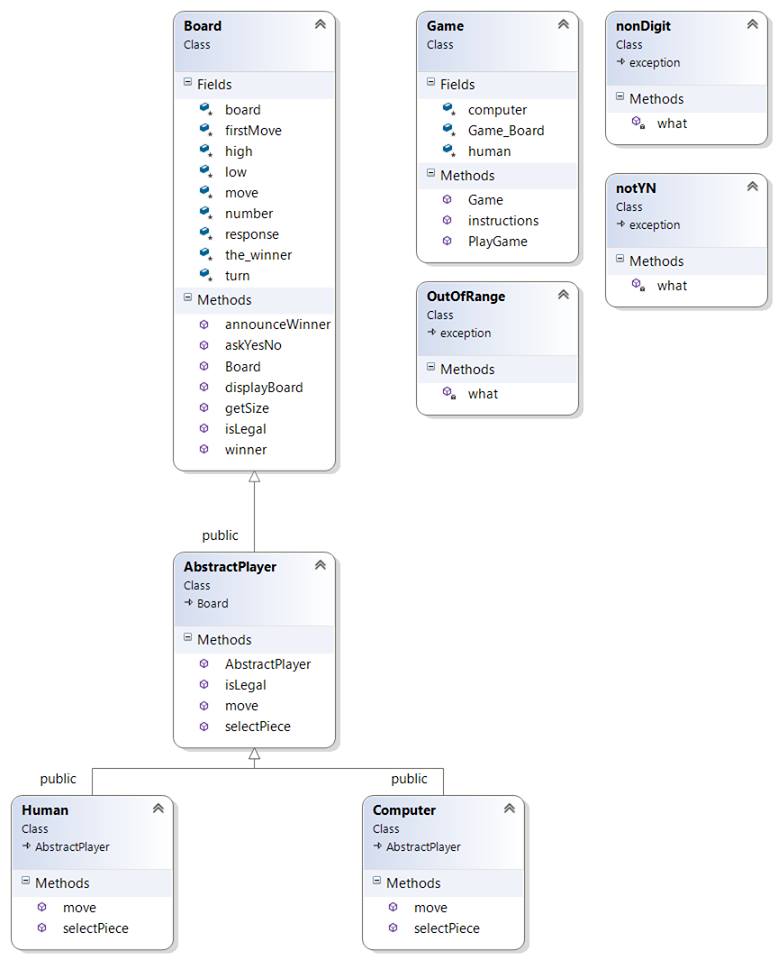 Board
Class
Fields
board
firstMove
high
low
move
number
response
the_winner
turn
Methods
announceWinner
askYesNo
Board
displayBoard
getSize
isLegal
winner
Game
Class
Fields
computer
Game_Board
human
Methods
Game
instructions
PlayGame
nonDigit
Class
exception
Methods
what
notYN
Class
exception
Methods
what
OutOfRange
Class
exception
Methods
what
public
AbstractPlayer
Class
Board
Methods
AbstractPlayer
isLegal
move
selectPiece
public
public
Human
Class
AbstractPlayer
Methods
move
selectPiece
Computer
Class
AbstractPlayer
Methods
move
selectPiece